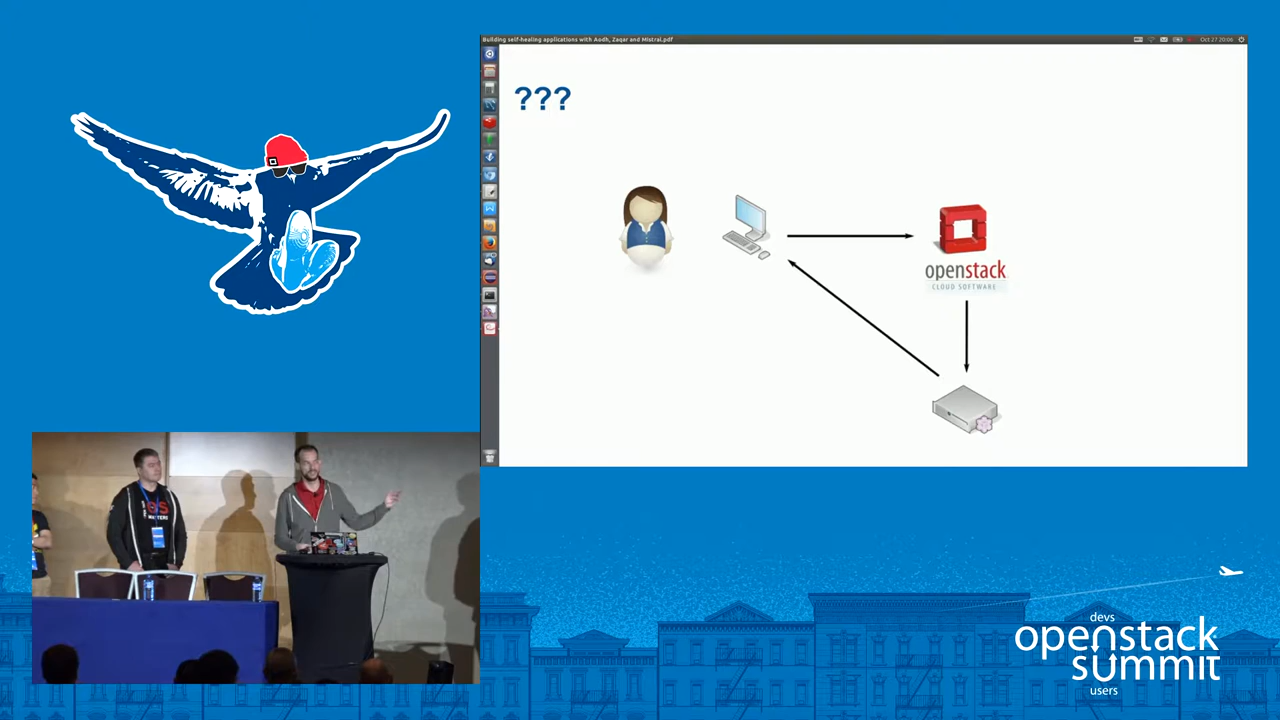 Building self-healing applications with Aodh, Zaqar and Mistral.pdf
Oct 27 20:06
???
openstack
CLOUD SOFTWARE
devs
openstack
summit
users